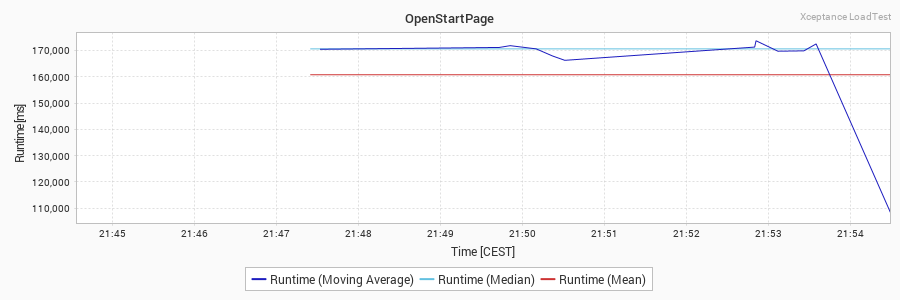 OpenStartPage
Xceptance LoadTest
Runtime [ms]
170,000
160,000
150,000
140,000
130,000
120,000
110,000
21:45 21:46 21:47 21:48 21:49 21:50 21:51 21:52 21:53 21:54
Time [CEST]
Runtime (Moving Average) Runtime (Median) Runtime (Mean)